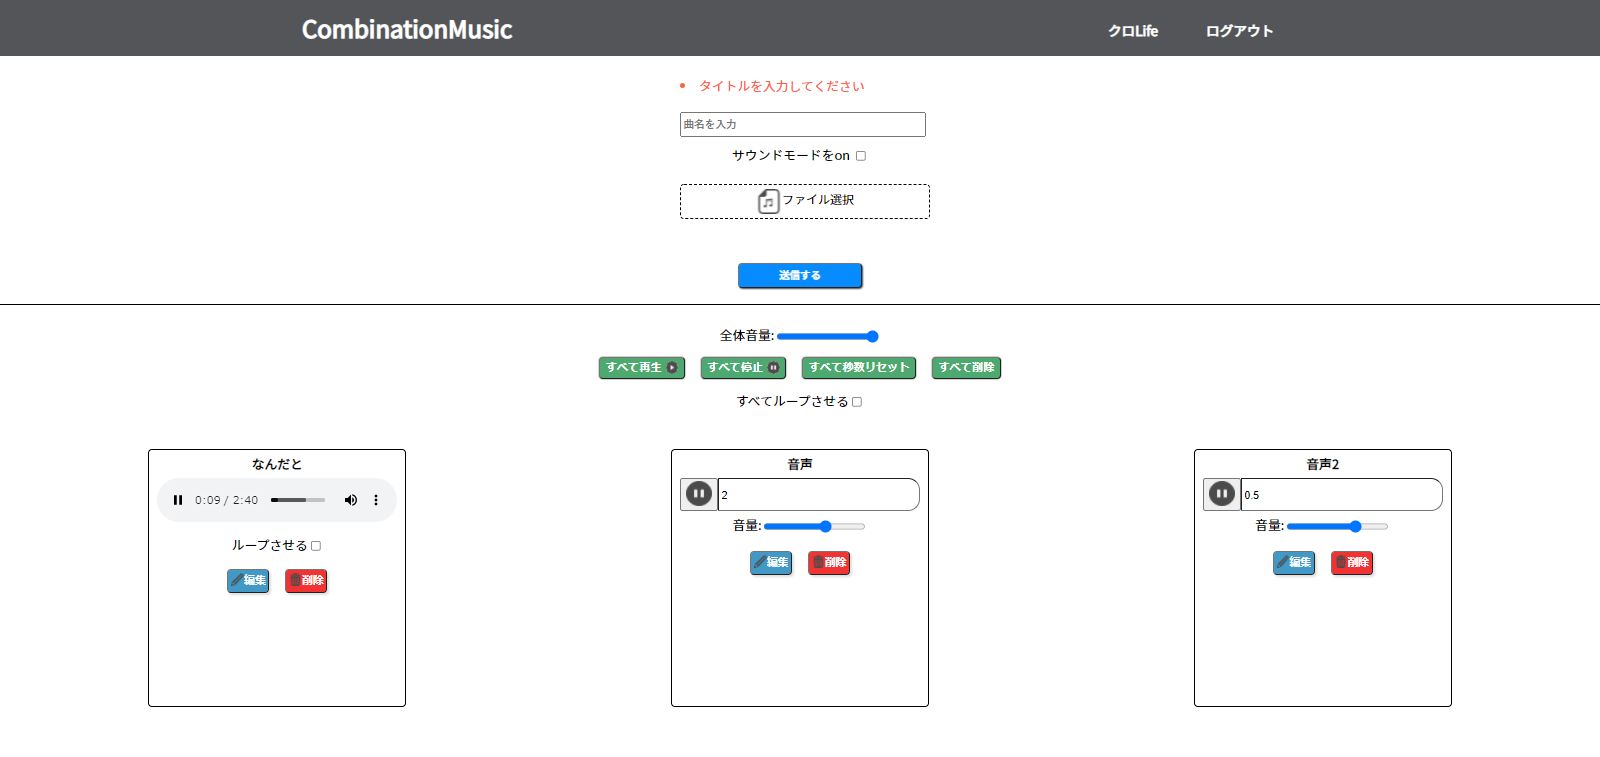 CombinationMusic クロLife ログアウト
タイトルを入力してください
曲名を入力
サウンドモードをon
ファイル選択
送信する
全体音量:
すべて再生 すべて停止 すべて秒数リセット すべて削除
すべてループさせる
なんだと
0:09 / 2:40
ループさせる
編集 削除
音声
2
音量:
編集 削除
音声2
0.5
音量:
編集 削除